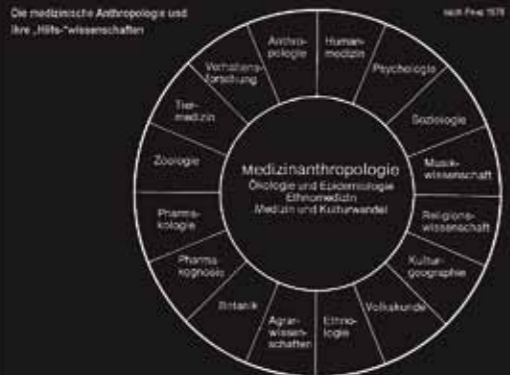 Die medizinische Anthropologie und
ihre „Hilfs-"wissenschaften
nach Pfeis 1978
Anthro-
pologie
Human-
medizin
Psychologie
Soziologie
Musik-
wissenschaft
Religions-
wissenschaft
Kultur-
geographie
Volkskunde
Ethno-
logie
Agrar-
wissen-
schaften
Botanik
Pharma-
kognosie
Pharma-
kologie
Zoologie
Tier-
medizin
Verhaltens-
forschung
Medizinanthropologie
Ökologie und Epidemiologie
Ethnomedizin
Medizin und Kulturwandel